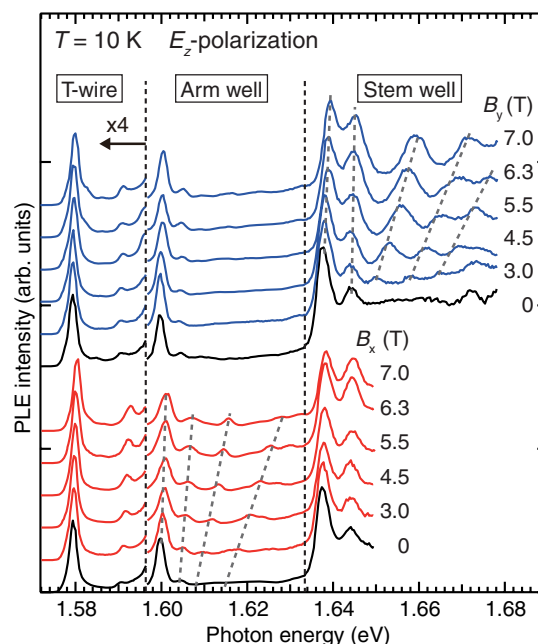 T = 10 K E_z-polarization
T-wire Arm well Stem well
x4
B_y (T)
7.0
6.3
5.5
4.5
3.0
0
B_x (T)
7.0
6.3
5.5
4.5
3.0
0
PLE intensity (arb. units)
1.58 1.60 1.62 1.64 1.66 1.68
Photon energy (eV)